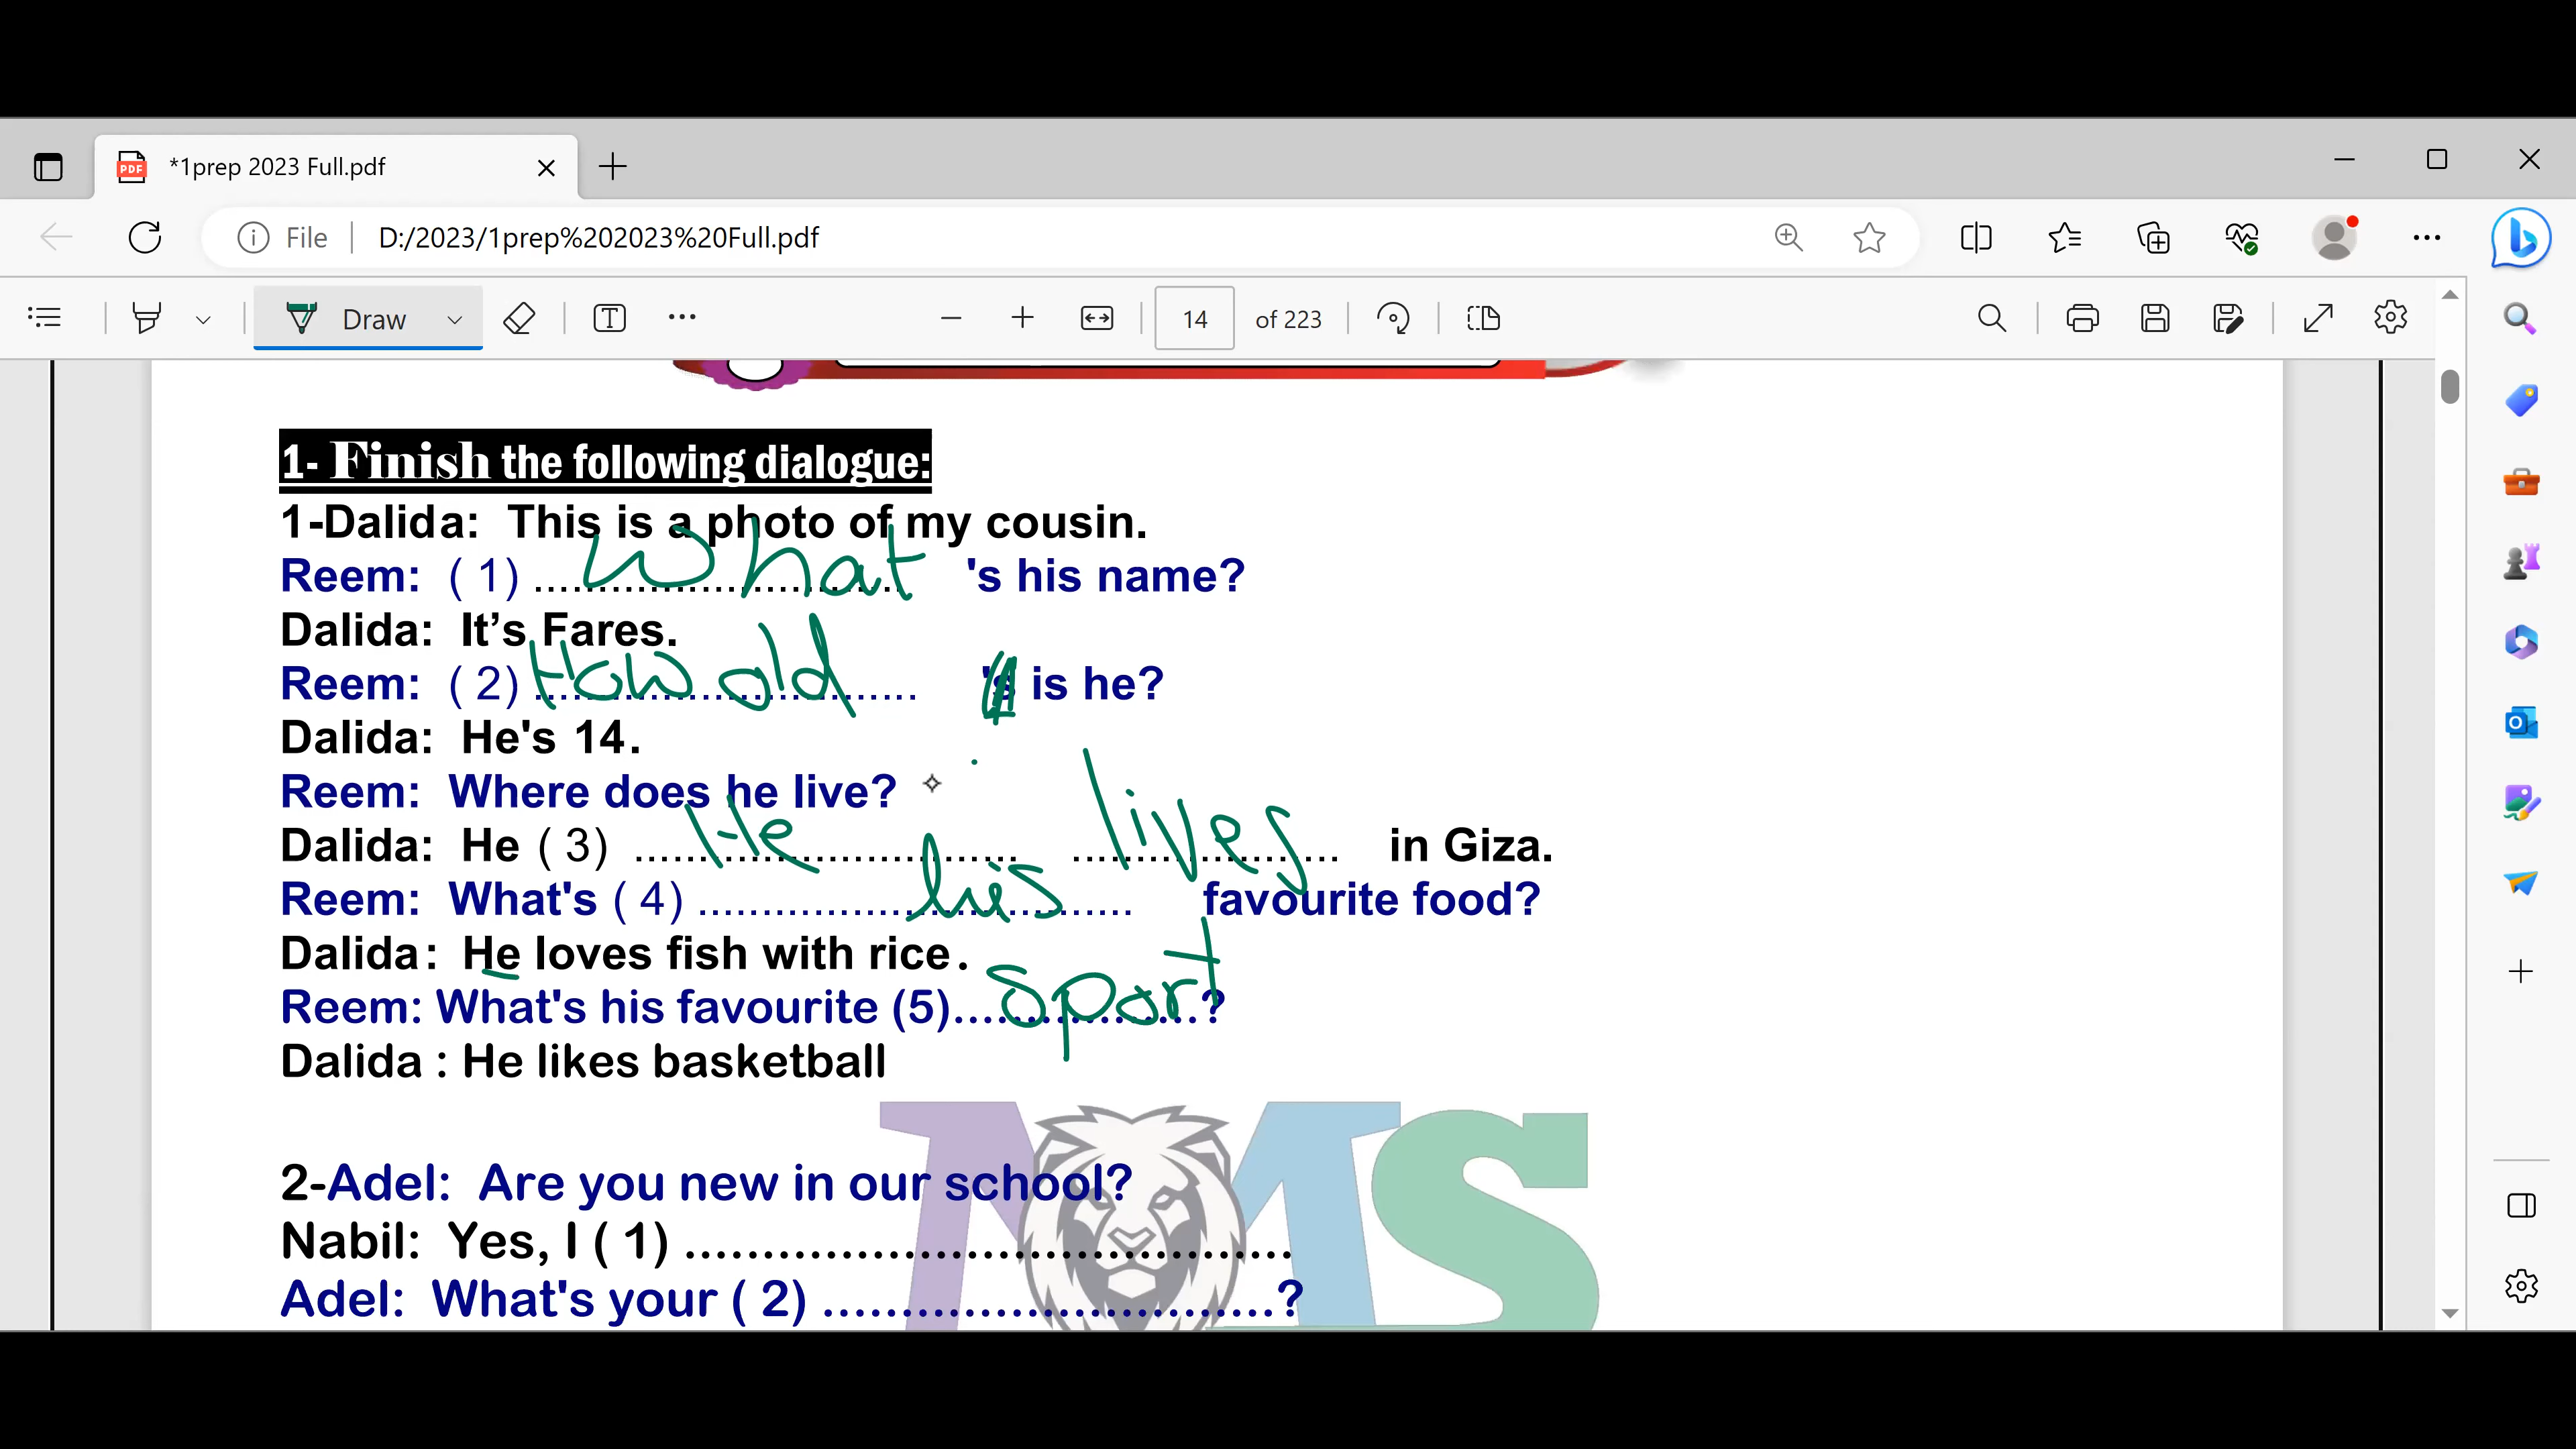 *1prep 2023 Full.pdf
File D:/2023/1prep%202023%20Full.pdf
Draw 14 of 223
1- Finish the following dialogue:
1-Dalida: This is a photo of my cousin.
Reem: ( 1) .......... What 's his name?
Dalida: It’s Fares.
Reem: ( 2) .......... How old 's is he?
Dalida: He's 14.
Reem: Where does he live?
Dalida: He ( 3) .......... He .......... lives in Giza.
Reem: What's ( 4) .......... his favourite food?
Dalida: He loves fish with rice.
Reem: What's his favourite (5).......... sport ?
Dalida : He likes basketball
MS
2-Adel: Are you new in our school?
Nabil: Yes, I ( 1) ..........
Adel: What's your ( 2) ..........?